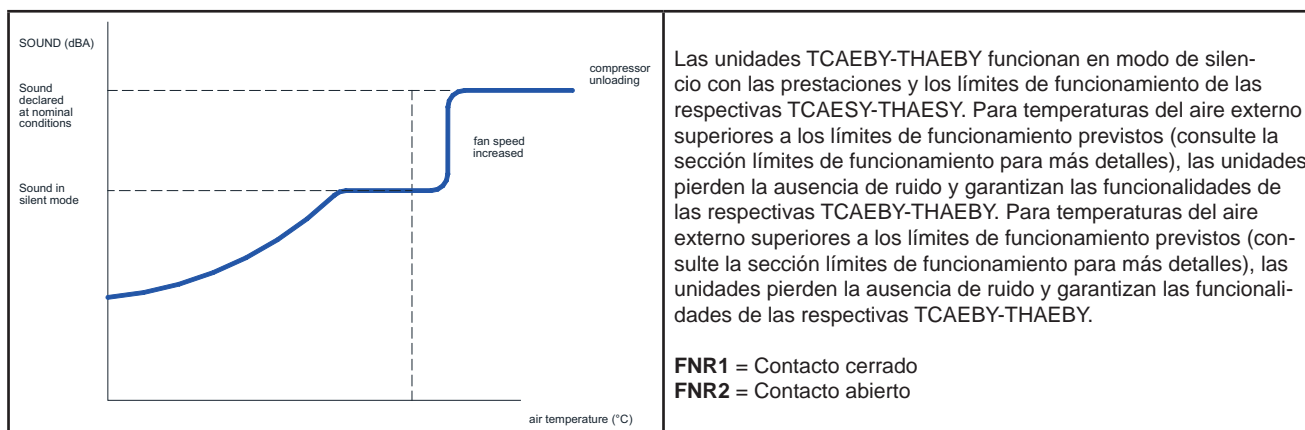 SOUND (dBA)
Sound
declared
at nominal
conditions
Sound in
silent mode
compressor
unloading
fan speed
increased
air temperature (°C)
Las unidades TCAEBY-THAEBY funcionan en modo de silen-
cio con las prestaciones y los límites de funcionamiento de las
respectivas TCAESY-THAESY. Para temperaturas del aire externo
superiores a los límites de funcionamiento previstos (consulte la
sección límites de funcionamiento para más detalles), las unidades
pierden la ausencia de ruido y garantizan las funcionalidades de
las respectivas TCAEBY-THAEBY. Para temperaturas del aire
externo superiores a los límites de funcionamiento previstos (con-
sulte la sección límites de funcionamiento para más detalles), las
unidades pierden la ausencia de ruido y garantizan las funcionali-
dades de las respectivas TCAEBY-THAEBY.
FNR1 = Contacto cerrado
FNR2 = Contacto abierto